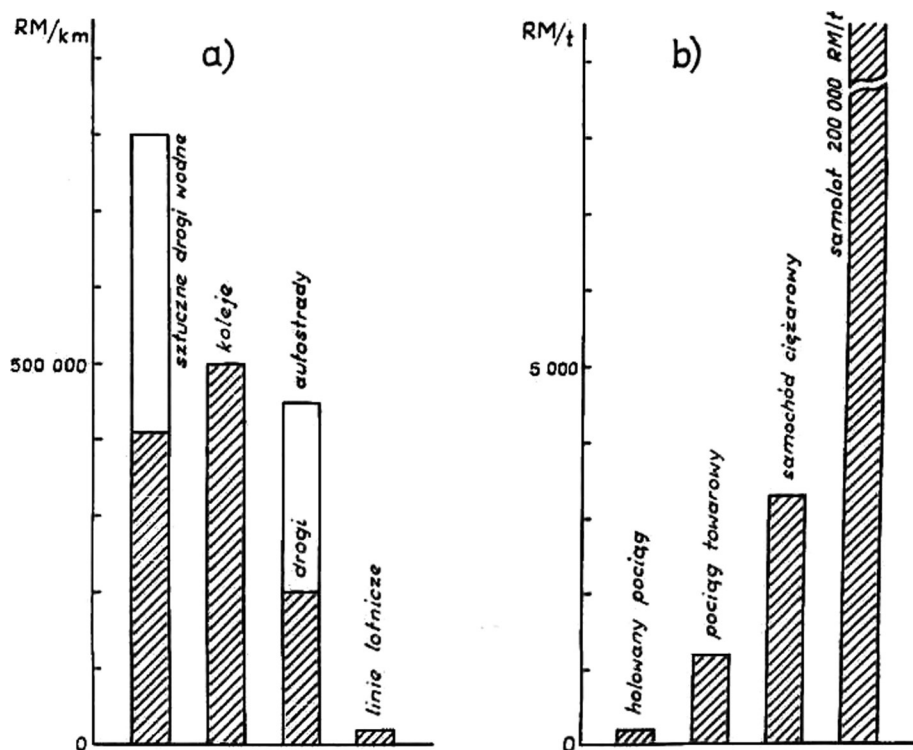 RM/km
a)
500 000
0
sztuczne drogi wodne
koleje
autostrady
drogi
linie lotnicze
RM/t
b)
5 000
0
holowany pociąg
pociąg towarowy
samochód ciężarowy
samolot 200 000 RM/t